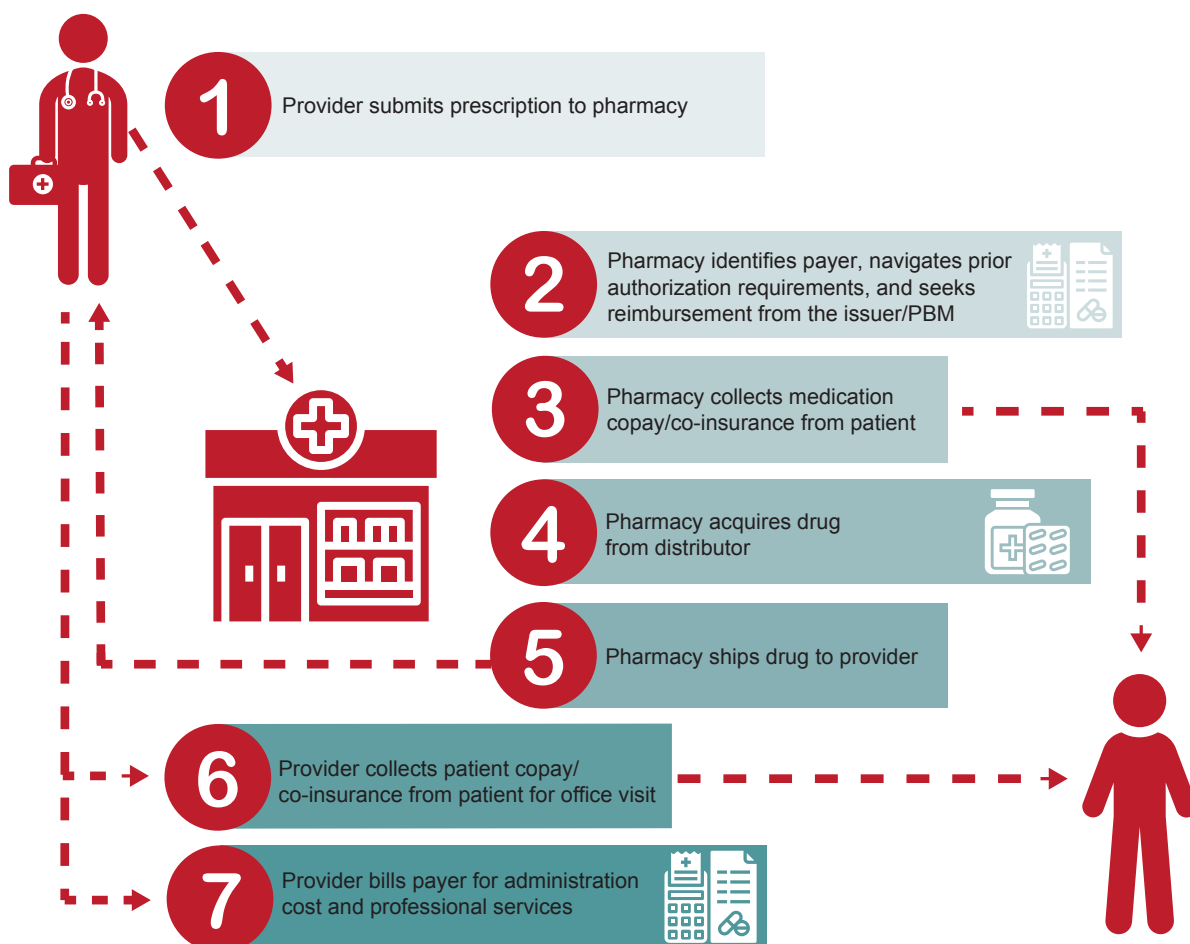 1
Provider submits prescription to pharmacy
2
Pharmacy identifies payer, navigates prior
authorization requirements, and seeks
reimbursement from the issuer/PBM
3
Pharmacy collects medication
copay/co-insurance from patient
4
Pharmacy acquires drug
from distributor
5
Pharmacy ships drug to provider
6
Provider collects patient copay/
co-insurance from patient for office visit
7
Provider bills payer for administration
cost and professional services